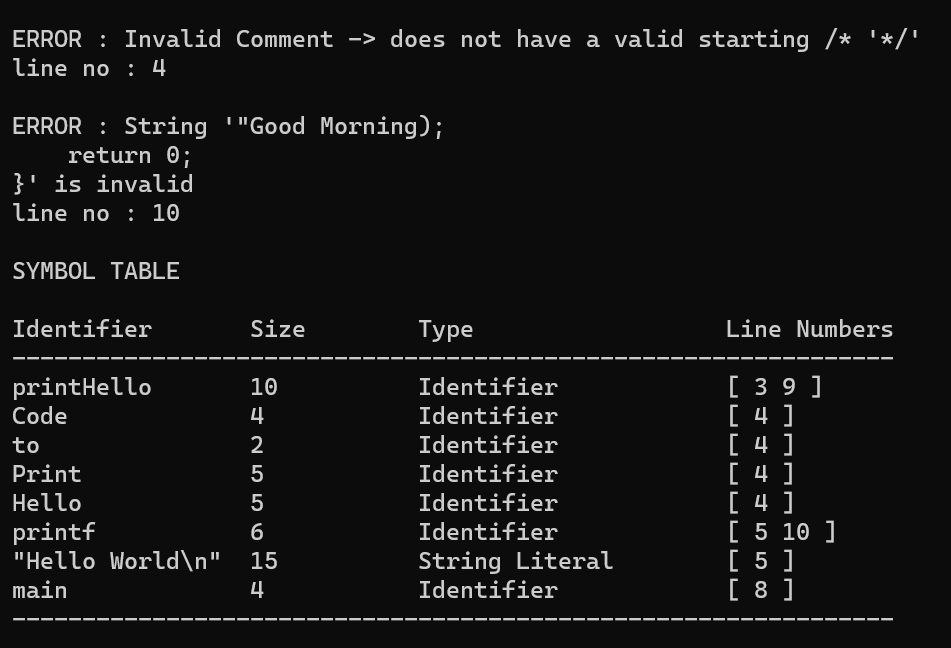 ERROR : Invalid Comment -> does not have a valid starting /* '*/'
line no : 4
ERROR : String '"Good Morning);
    return 0;
}' is invalid
line no : 10
SYMBOL TABLE
Identifier       Size        Type                  Line Numbers
---------------------------------------------------------------
printHello       10          Identifier            [ 3 9 ]
Code             4           Identifier            [ 4 ]
to               2           Identifier            [ 4 ]
Print            5           Identifier            [ 4 ]
Hello            5           Identifier            [ 4 ]
printf           6           Identifier            [ 5 10 ]
"Hello World\n"  15          String Literal        [ 5 ]
main             4           Identifier            [ 8 ]
---------------------------------------------------------------